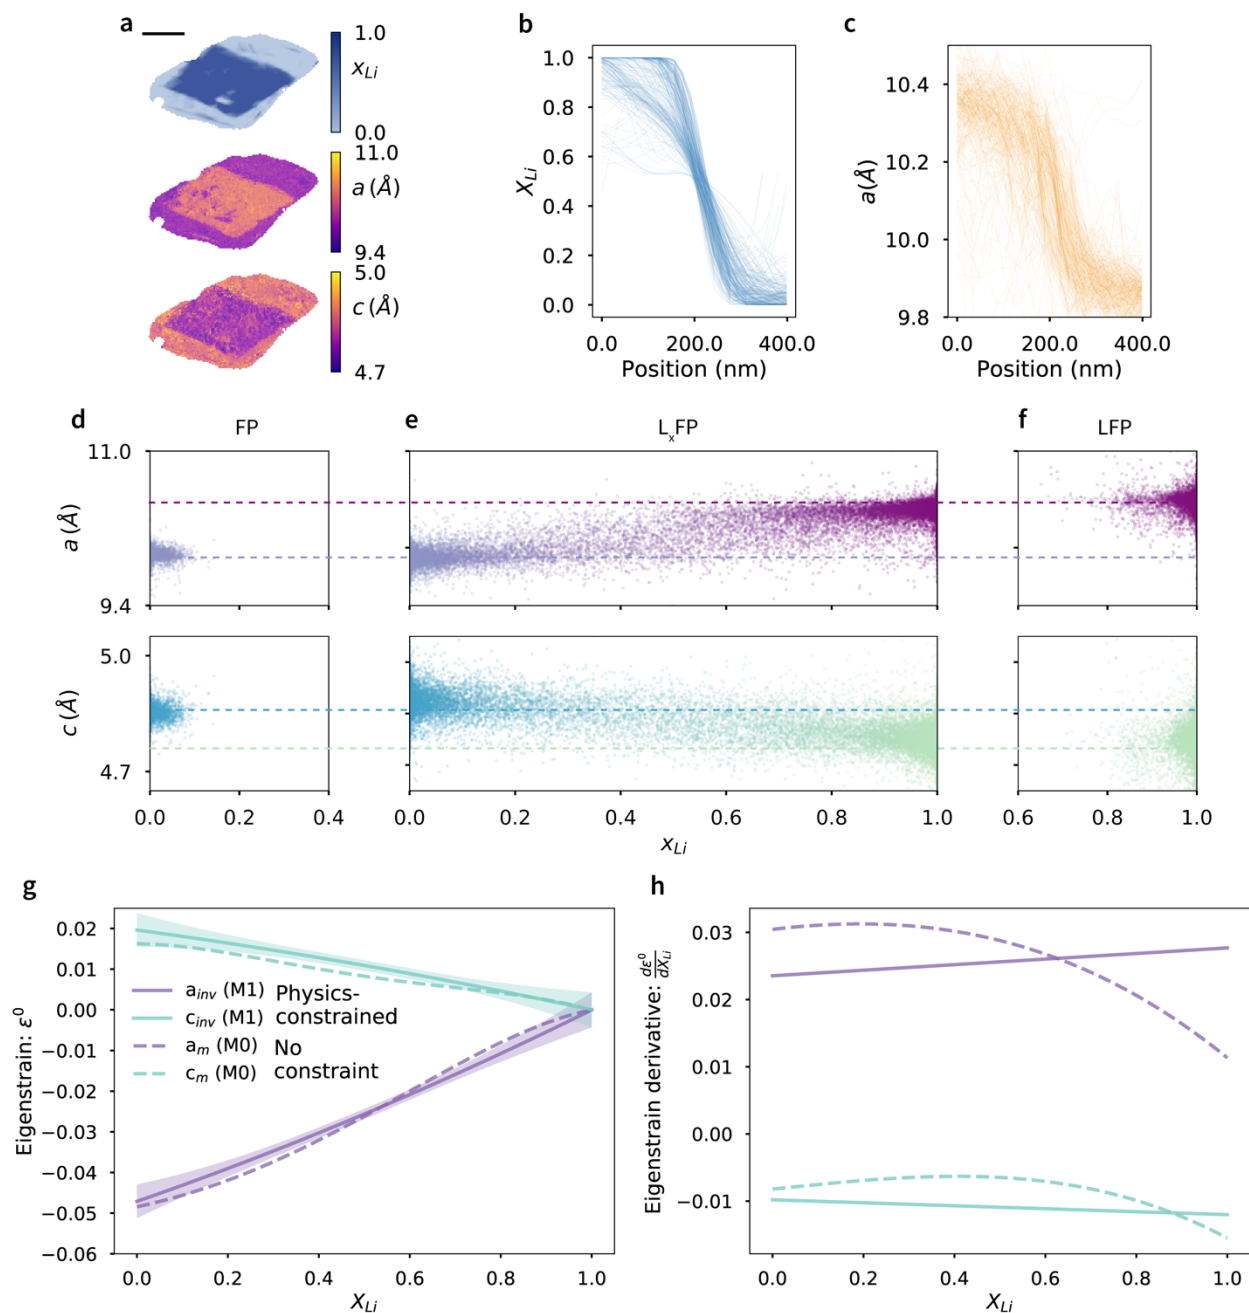 a
1.0
x_Li
0.0
11.0
a (Å)
9.4
5.0
c (Å)
4.7
b
X_Li
1.0
0.8
0.6
0.4
0.2
0.0
0.0 200.0 400.0
Position (nm)
c
a(Å)
10.4
10.2
10.0
9.8
0.0 200.0 400.0
Position (nm)
d FP
e L_xFP
f LFP
11.0
a (Å)
9.4
0.0 0.2 0.4
5.0
c (Å)
4.7
0.0 0.2 0.4
0.0 0.2 0.4 0.6 0.8 1.0
0.6 0.8 1.0
x_Li
g
Eigenstrain: ε⁰
0.02
0.01
0.00
−0.01
−0.02
−0.03
−0.04
−0.05
−0.06
a_inv (M1) Physics-
c_inv (M1) constrained
a_m (M0) No
c_m (M0) constraint
0.0 0.2 0.4 0.6 0.8 1.0
X_Li
h
Eigenstrain derivative: dε⁰/dX_Li
0.03
0.02
0.01
0.00
−0.01
0.0 0.2 0.4 0.6 0.8 1.0
X_Li